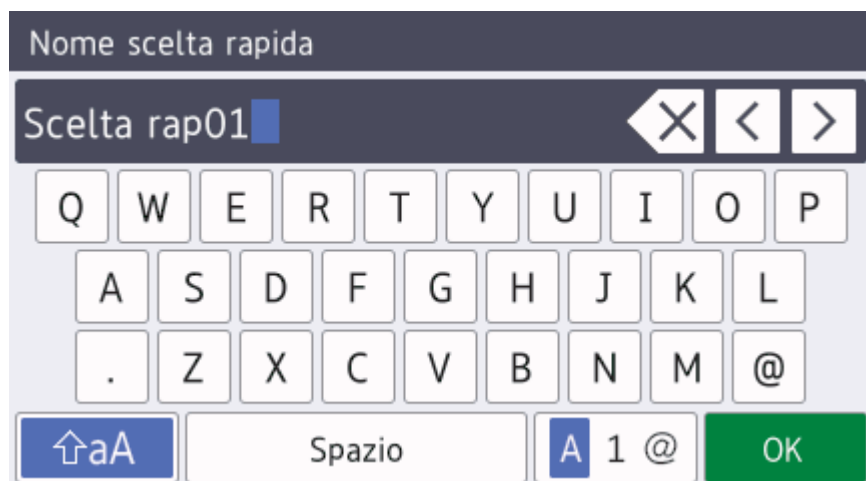 Nome scelta rapida
Scelta rap01
Q W E R T Y U I O P
A S D F G H J K L
. Z X C V B N M @
aA Spazio A 1 @ OK